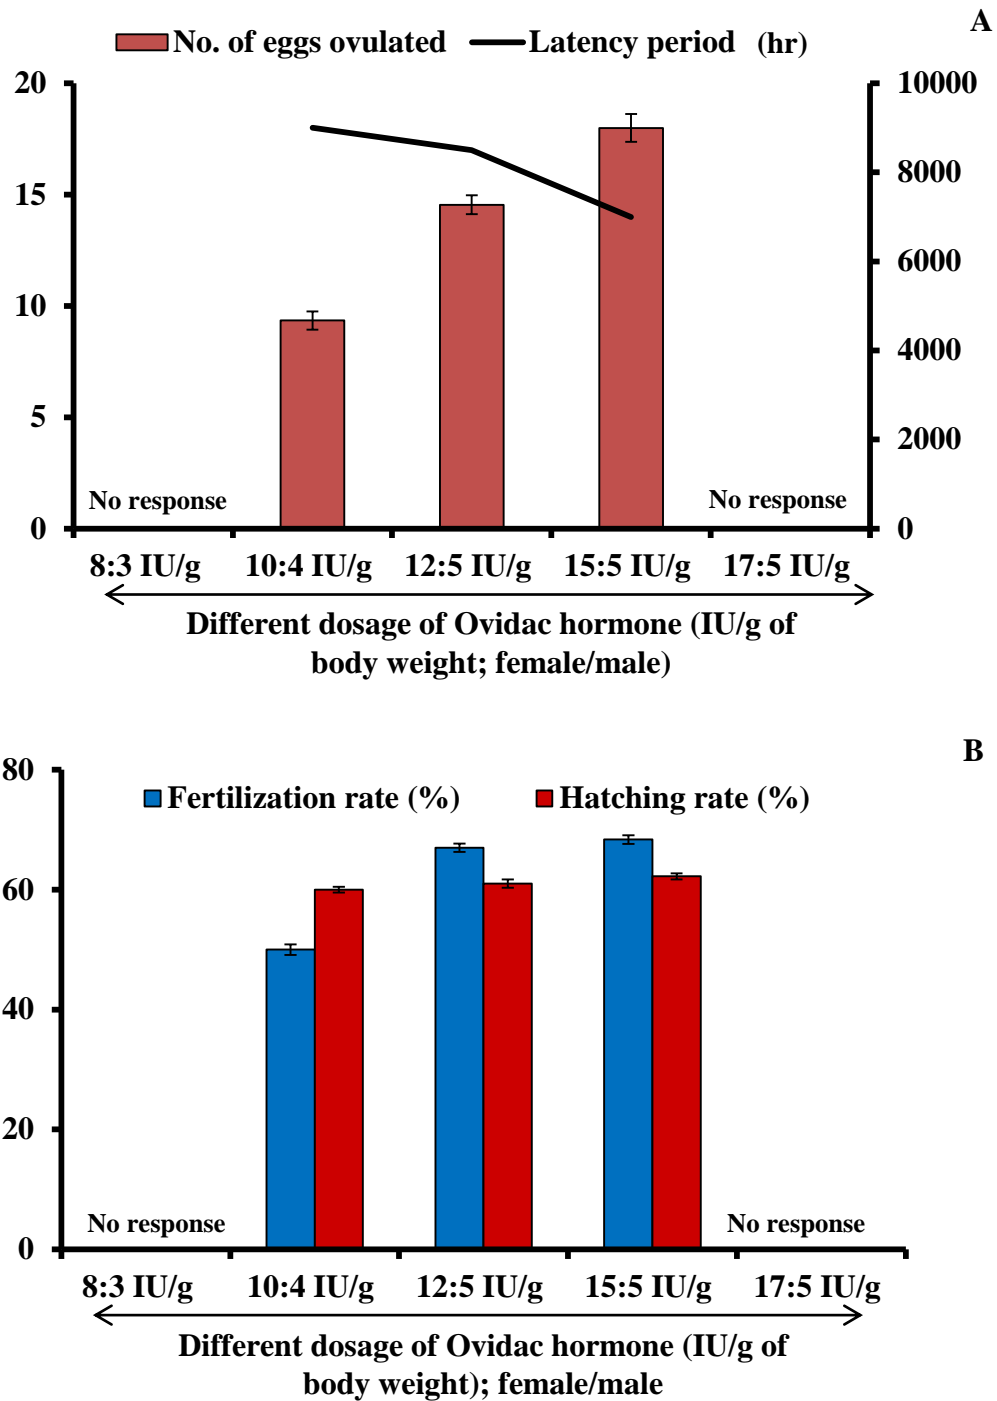 A
No. of eggs ovulated Latency period (hr)
20 10000
8000
15
6000
10
4000
5
2000
No response No response
0 0
8:3 IU/g 10:4 IU/g 12:5 IU/g 15:5 IU/g 17:5 IU/g
Different dosage of Ovidac hormone (IU/g of
body weight; female/male)
B
80
Fertilization rate (%) Hatching rate (%)
60
40
20
No response No response
0
8:3 IU/g 10:4 IU/g 12:5 IU/g 15:5 IU/g 17:5 IU/g
Different dosage of Ovidac hormone (IU/g of
body weight); female/male